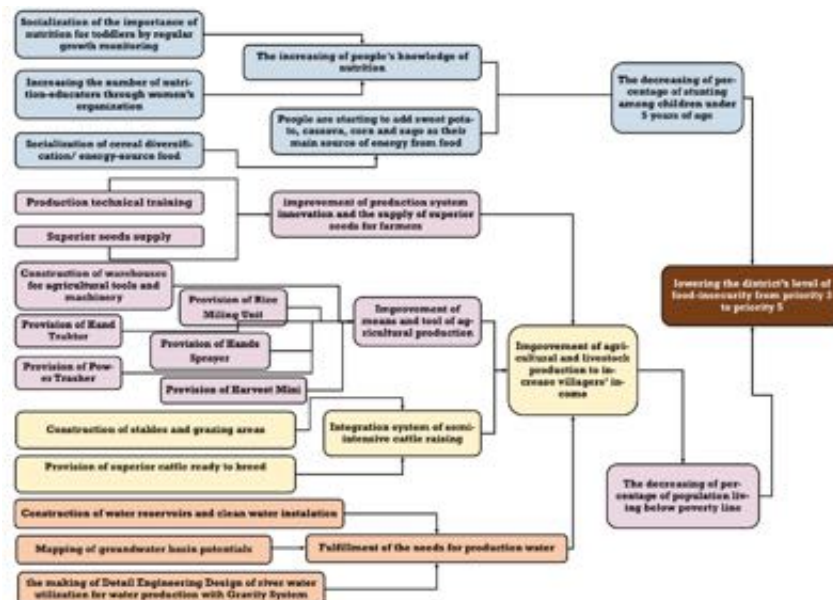 Socialization of the importance of
nutrition for toddlers by regular
growth monitoring
Increasing the number of nutri-
tion-educators through women's
organization
Socialization of cereal diversifi-
cation/ energy-source food
The increasing of people's knowledge of
nutrition
People are starting to add sweet pota-
to, cassava, corn and sago as their
main source of energy from food
The decreasing of per-
centage of stunting
among children under
5 years of age
Production technical training
Superior seeds supply
improvement of production system
innovation and the supply of superior
seeds for farmers
Construction of warehouses
for agricultural tools and
machinery
Provision of Rice
Miling Unit
Provision of Hand
Traktor
Provision of Hands
Sprayer
Provision of Pow-
er Trasher
Provision of Harvest Mini
Improvement of
means and tool of ag-
ricultural production
Construction of stables and grazing areas
Provision of superior cattle ready to breed
Integration system of semi-
intensive cattle raising
Improvement of agri-
cultural and livestock
production to in-
crease villagers' in-
come
lowering the district's level of
food-insecurity from priority
to priority 5
The decreasing of per-
centage of population liv-
ing below poverty line
Construction of water reservoirs and clean water instalation
Mapping of groundwater basin potentials
the making of Detail Engineering Design of river water
utilization for water production with Gravity System
Fulfillment of the needs for production water